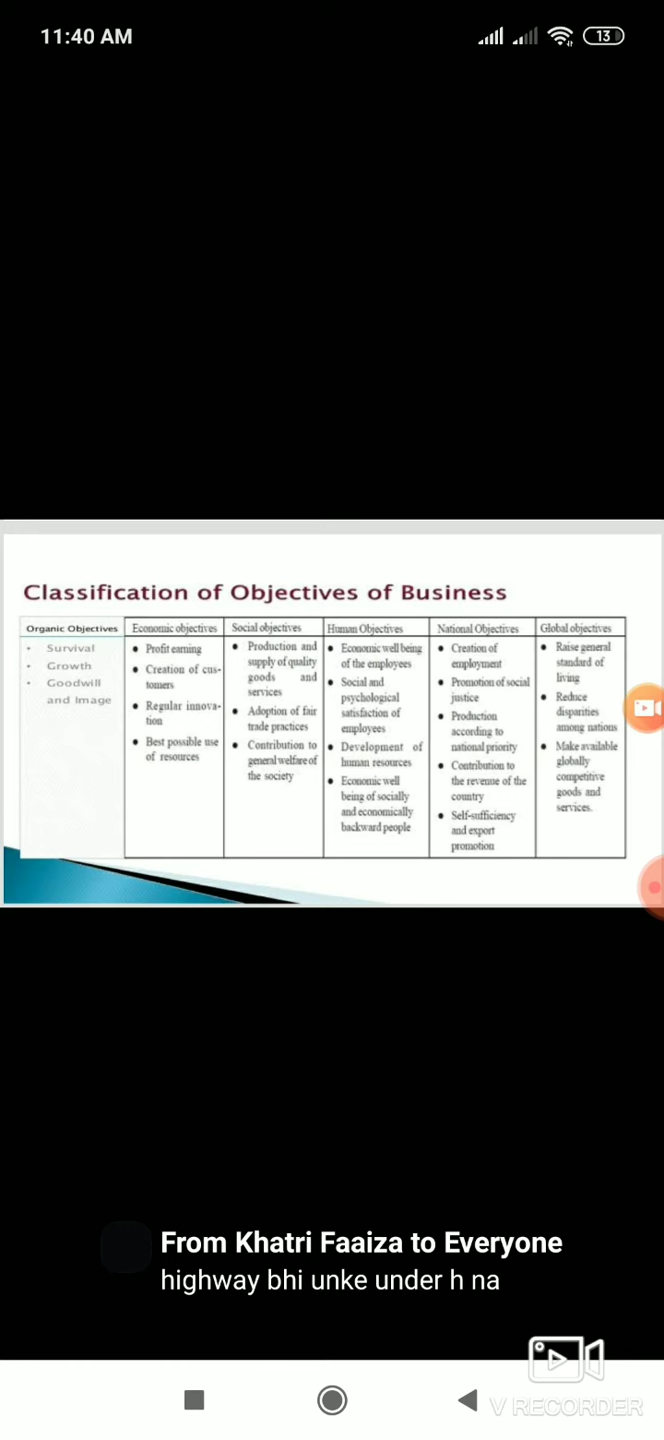 11:40 AM
13
Classification of Objectives of Business
Organic Objectives
• Survival
• Growth
• Goodwill
and Image
Economic objectives
• Profit earning
• Creation of cus-
tomers
• Regular innova-
tion
• Best possible use
of resources
Social objectives
• Production and
supply of quality
goods and
services
• Adoption of fair
trade practices
• Contribution to
general welfare of
the society
Human Objectives
• Economic well being
of the employees
• Social and
psychological
satisfaction of
employees
• Development of
human resources
• Economic well
being of socially
and economically
backward people
National Objectives
• Creation of
employment
• Promotion of social
justice
• Production
according to
national priority
• Contribution to
the revenue of the
country
• Self-sufficiency
and export
promotion
Global objectives
• Raise general
standard of
living
• Reduce
disparities
among nations
• Make available
globally
competitive
goods and
services.
From Khatri Faaiza to Everyone
highway bhi unke under h na
V RECORDER